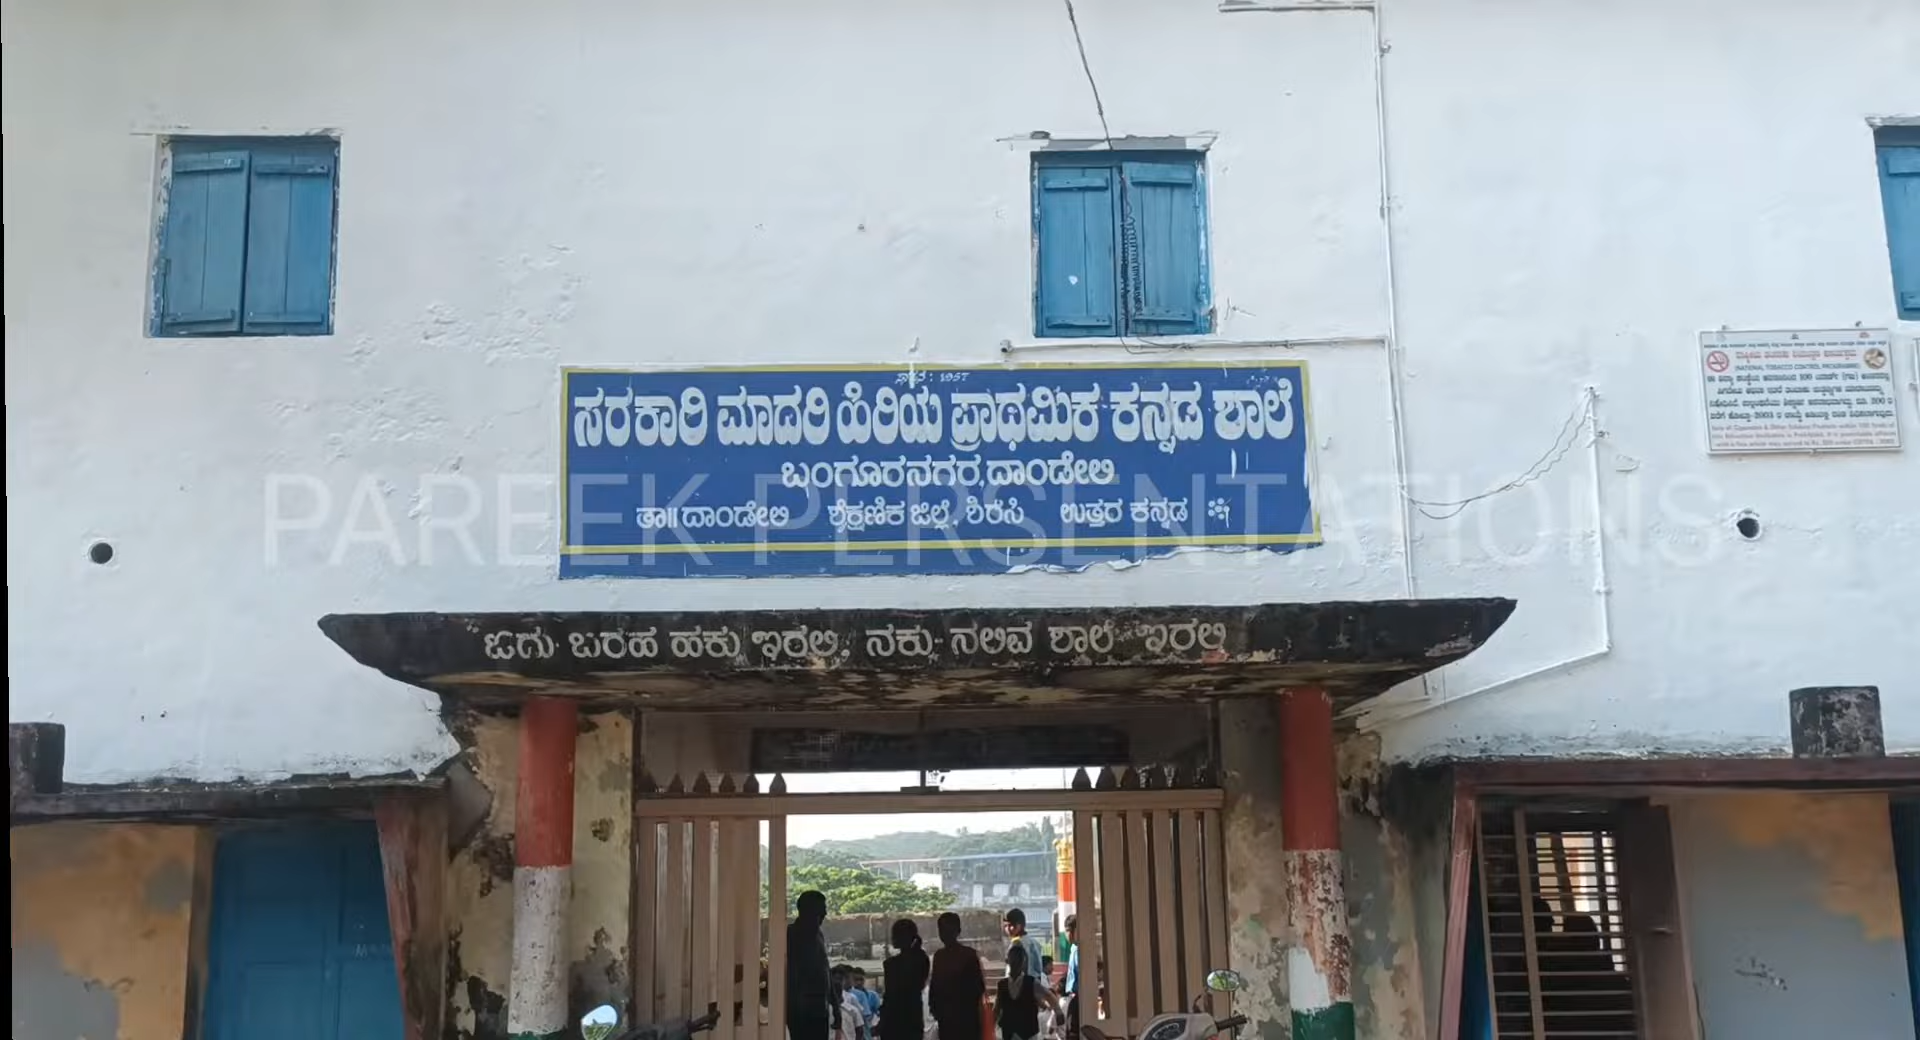 ಸ್ಥಾಪನೆ : 1957
ಸರಕಾರಿ ಮಾದರಿ ಹಿರಿಯ ಪ್ರಾಥಮಿಕ ಕನ್ನಡ ಶಾಲೆ
ಬಂಗೂರನಗರ, ದಾಂಡೇಲಿ
ತಾ॥ ದಾಂಡೇಲಿ ಶೈಕ್ಷಣಿಕ ಜಿಲ್ಲೆ, ಶಿರಸಿ ಉತ್ತರ ಕನ್ನಡ
PAREEK PERSENTATIONS
ಓದು ಬರಹ ಹಕು ಇರಲಿ, ನಕು ನಲಿವ ಶಾಲೆ ಇರಲಿ
(NATIONAL TOBACCO CONTROL PROGRAMME)